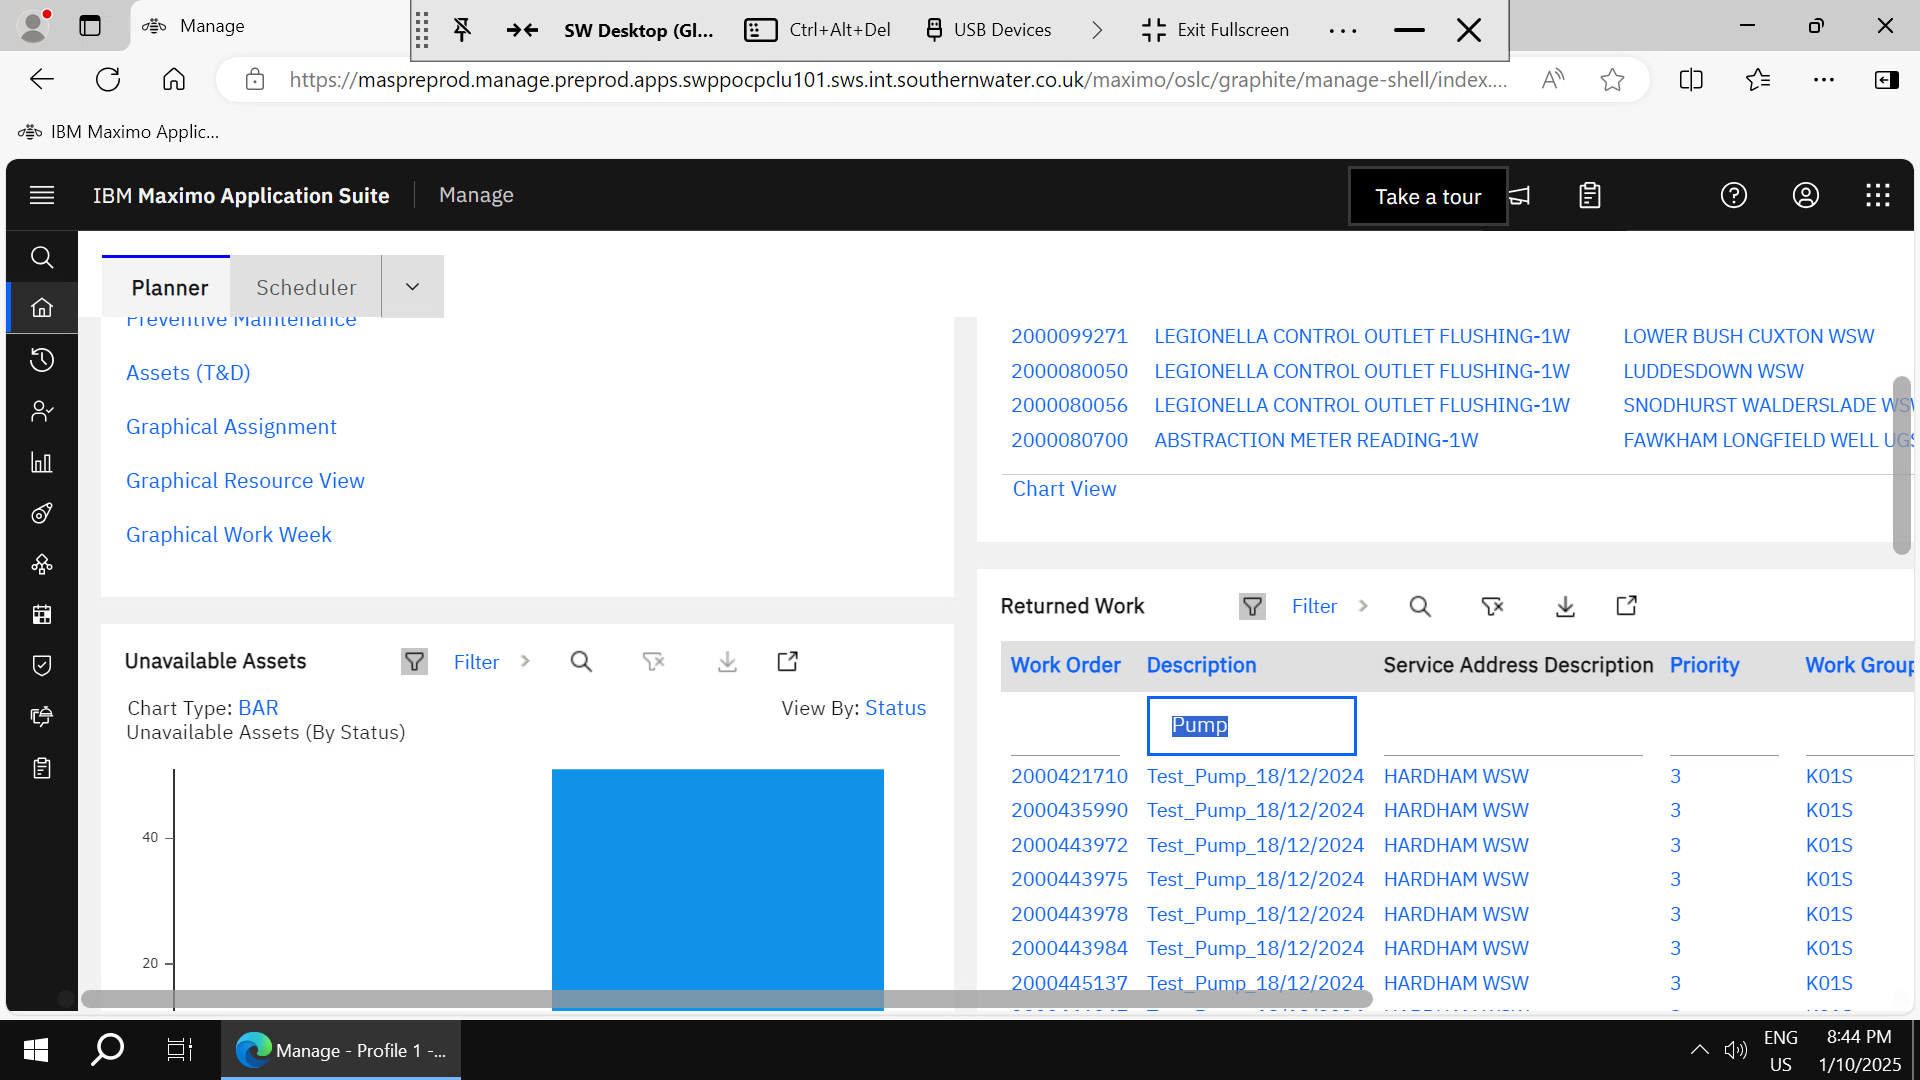 Manage
SW Desktop (Gl...
Ctrl+Alt+Del
USB Devices
Exit Fullscreen
https://maspreprod.manage.preprod.apps.swppocpclu101.sws.int.southernwater.co.uk/maximo/oslc/graphite/manage-shell/index....
IBM Maximo Applic...
IBM Maximo Application Suite
Manage
Take a tour
Planner
Scheduler
Preventive Maintenance
Assets (T&D)
Graphical Assignment
Graphical Resource View
Graphical Work Week
2000099271 LEGIONELLA CONTROL OUTLET FLUSHING-1W LOWER BUSH CUXTON WSW
2000080050 LEGIONELLA CONTROL OUTLET FLUSHING-1W LUDDESDOWN WSW
2000080056 LEGIONELLA CONTROL OUTLET FLUSHING-1W SNODHURST WALDERSLADE WSW
2000080700 ABSTRACTION METER READING-1W FAWKHAM LONGFIELD WELL UGS
Chart View
Unavailable Assets
Filter
Chart Type: BAR
View By: Status
Unavailable Assets (By Status)
40
20
Returned Work
Filter
Work Order Description Service Address Description Priority Work Group
Pump
2000421710 Test_Pump_18/12/2024 HARDHAM WSW 3 K01S
2000435990 Test_Pump_18/12/2024 HARDHAM WSW 3 K01S
2000443972 Test_Pump_18/12/2024 HARDHAM WSW 3 K01S
2000443975 Test_Pump_18/12/2024 HARDHAM WSW 3 K01S
2000443978 Test_Pump_18/12/2024 HARDHAM WSW 3 K01S
2000443984 Test_Pump_18/12/2024 HARDHAM WSW 3 K01S
2000445137 Test_Pump_18/12/2024 HARDHAM WSW 3 K01S
Manage - Profile 1 -...
ENG
US
8:44 PM
1/10/2025